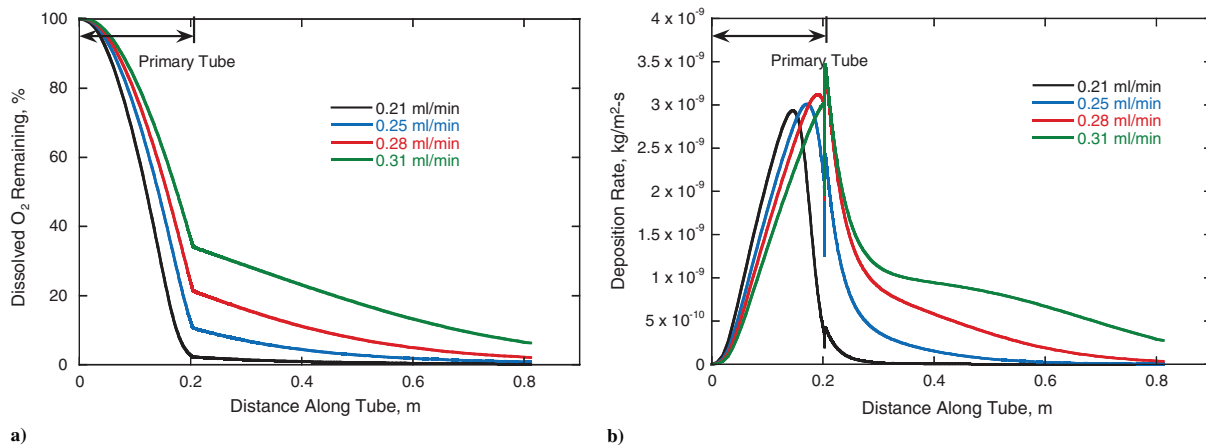 100
80
60
40
20
0
Dissolved O2 Remaining, %
Primary Tube
0.21 ml/min
0.25 ml/min
0.28 ml/min
0.31 ml/min
0
0.2
0.4
0.6
0.8
Distance Along Tube, m
a)
4 x 10-9
3.5 x 10-9
3 x 10-9
2.5 x 10-9
2 x 10-9
1.5 x 10-9
1 x 10-9
5 x 10-10
0
Deposition Rate, kg/m2-s
Primary Tube
0.21 ml/min
0.25 ml/min
0.28 ml/min
0.31 ml/min
0
0.2
0.4
0.6
0.8
Distance Along Tube, m
b)